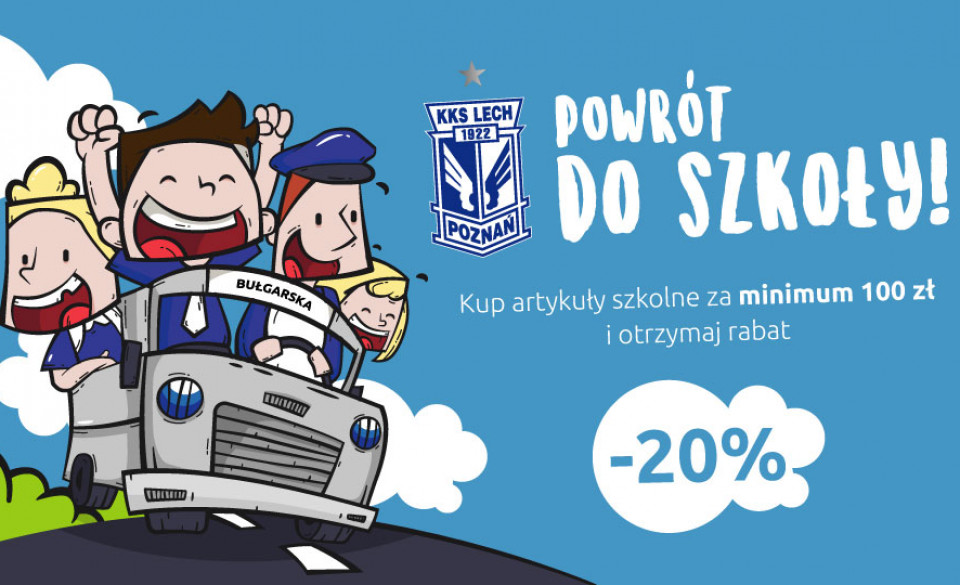 KKS LECH
1922
POZNAŃ
POWRÓT
DO SZKOŁY!
BUŁGARSKA
Kup artykuły szkolne za minimum 100 zł
i otrzymaj rabat
-20%